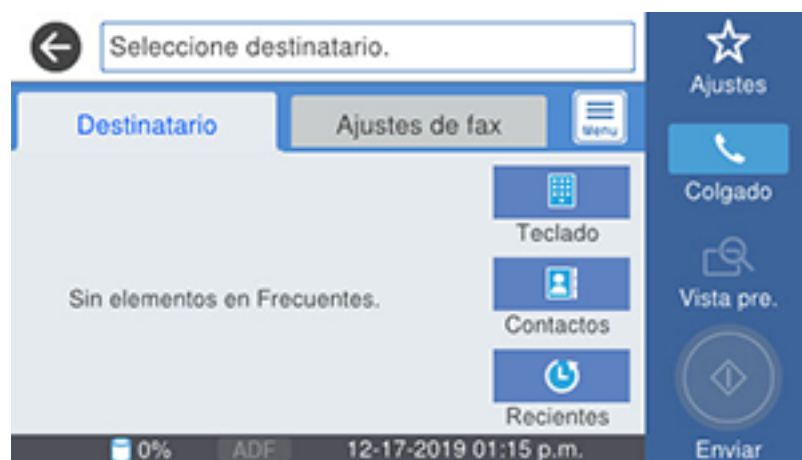 Seleccione destinatario.
Ajustes
Destinatario
Ajustes de fax
Menu
Colgado
Teclado
Sin elementos en Frecuentes.
Vista pre.
Contactos
Recientes
0% ADF 12-17-2019 01:15 p.m.
Enviar